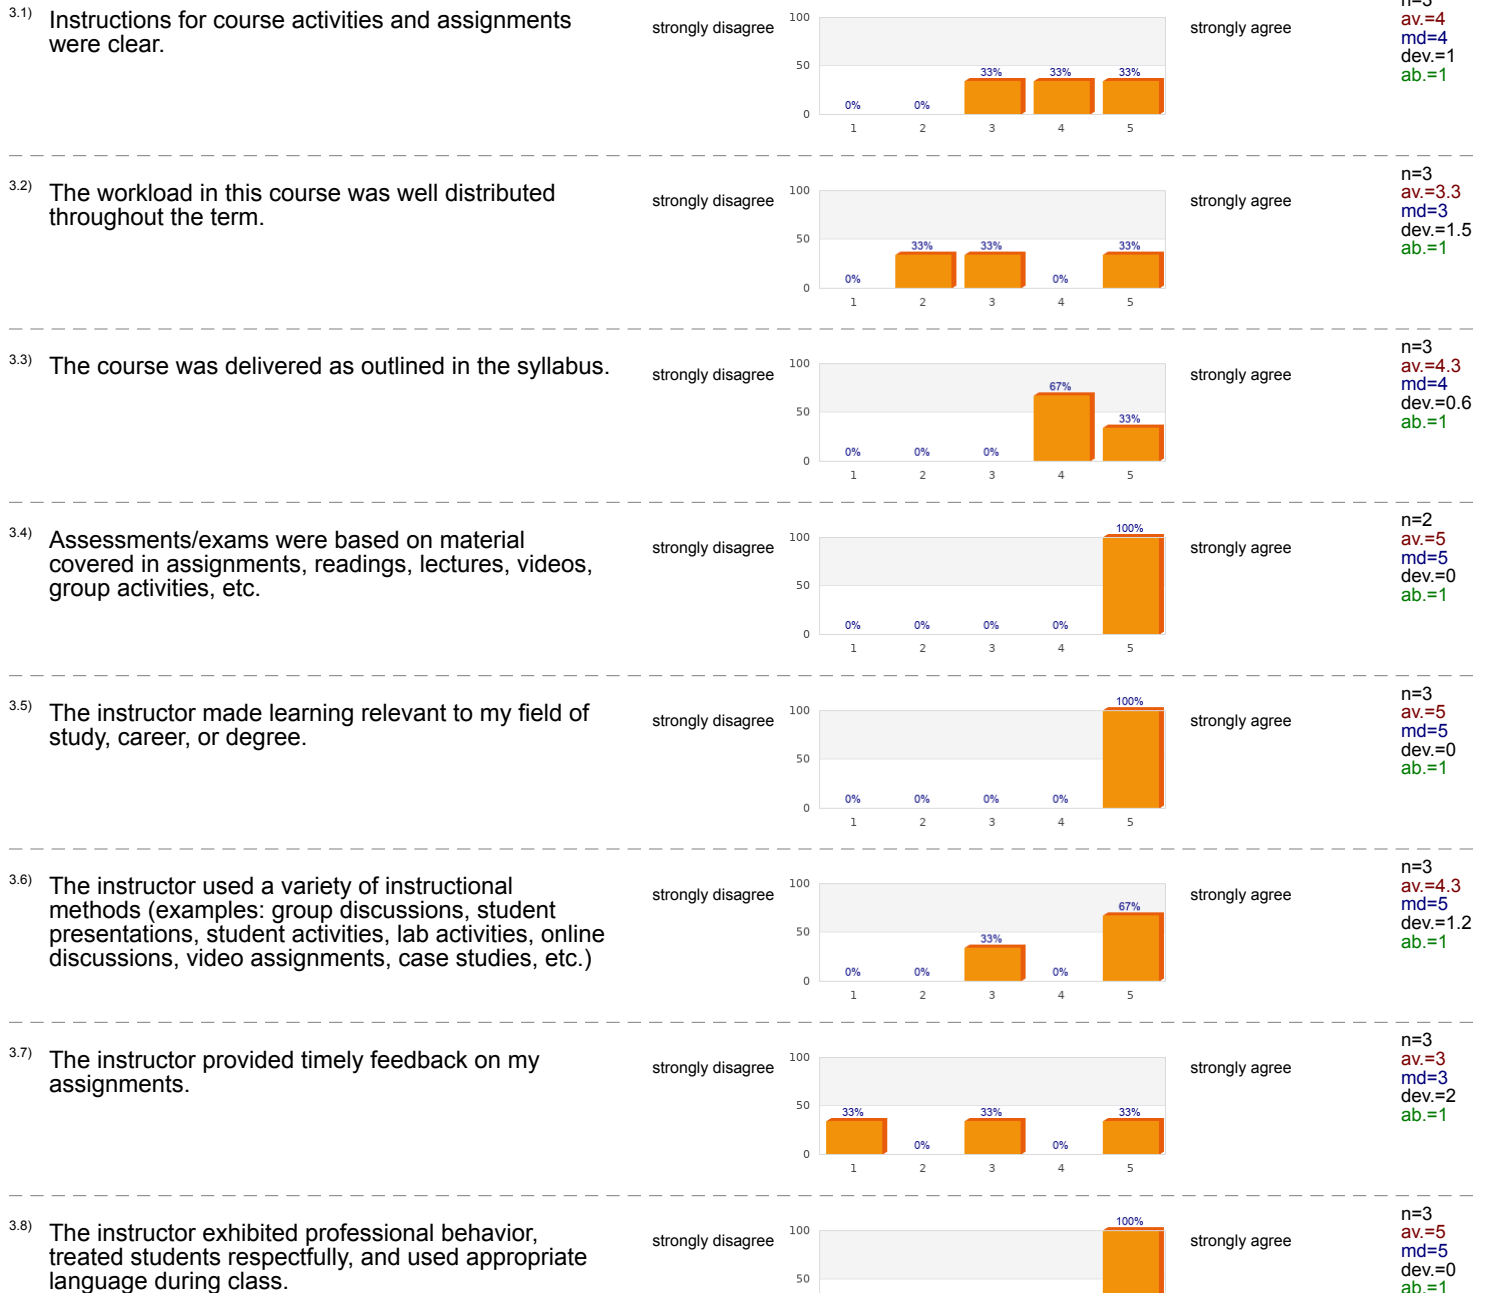 3.1) Instructions for course activities and assignments
were clear.
strongly disagree
100
50
0
0%
0%
33%
33%
33%
1 2 3 4 5
strongly agree
n=3
av.=4
md=4
dev.=1
ab.=1
3.2) The workload in this course was well distributed
throughout the term.
strongly disagree
100
50
0
0%
33%
33%
0%
33%
1 2 3 4 5
strongly agree
n=3
av.=3.3
md=3
dev.=1.5
ab.=1
3.3) The course was delivered as outlined in the syllabus.
strongly disagree
100
50
0
0%
0%
0%
67%
33%
1 2 3 4 5
strongly agree
n=3
av.=4.3
md=4
dev.=0.6
ab.=1
3.4) Assessments/exams were based on material
covered in assignments, readings, lectures, videos,
group activities, etc.
strongly disagree
100
50
0
0%
0%
0%
0%
100%
1 2 3 4 5
strongly agree
n=2
av.=5
md=5
dev.=0
ab.=1
3.5) The instructor made learning relevant to my field of
study, career, or degree.
strongly disagree
100
50
0
0%
0%
0%
0%
100%
1 2 3 4 5
strongly agree
n=3
av.=5
md=5
dev.=0
ab.=1
3.6) The instructor used a variety of instructional
methods (examples: group discussions, student
presentations, student activities, lab activities, online
discussions, video assignments, case studies, etc.)
strongly disagree
100
50
0
0%
0%
33%
0%
67%
1 2 3 4 5
strongly agree
n=3
av.=4.3
md=5
dev.=1.2
ab.=1
3.7) The instructor provided timely feedback on my
assignments.
strongly disagree
100
50
0
33%
0%
33%
0%
33%
1 2 3 4 5
strongly agree
n=3
av.=3
md=3
dev.=2
ab.=1
3.8) The instructor exhibited professional behavior,
treated students respectfully, and used appropriate
language during class.
strongly disagree
100
50
100%
strongly agree
n=3
av.=5
md=5
dev.=0
ab.=1